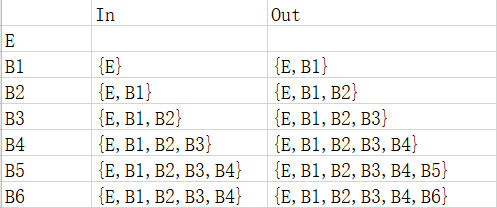 In Out
E
B1 {E} {E,B1}
B2 {E,B1} {E,B1,B2}
B3 {E,B1,B2} {E,B1,B2,B3}
B4 {E,B1,B2,B3} {E,B1,B2,B3,B4}
B5 {E,B1,B2,B3,B4} {E,B1,B2,B3,B4,B5}
B6 {E,B1,B2,B3,B4} {E,B1,B2,B3,B4,B6}